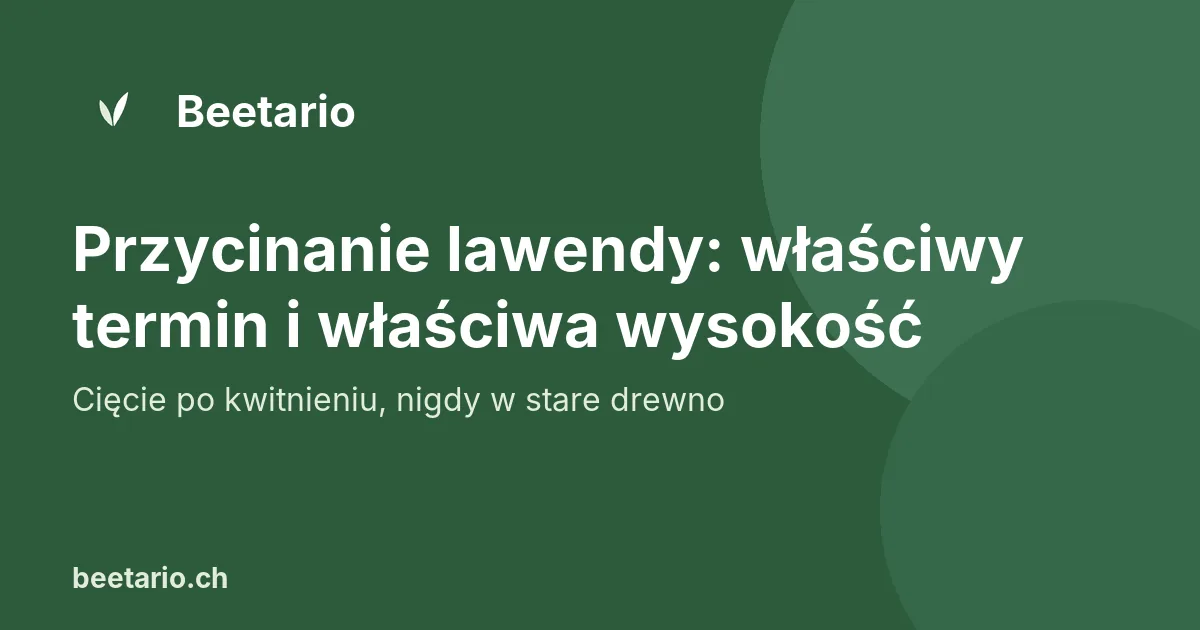 Beetario
Przycinanie lawendy: właściwy
termin i właściwa wysokość
Cięcie po kwitnieniu, nigdy w stare drewno
beetario.ch